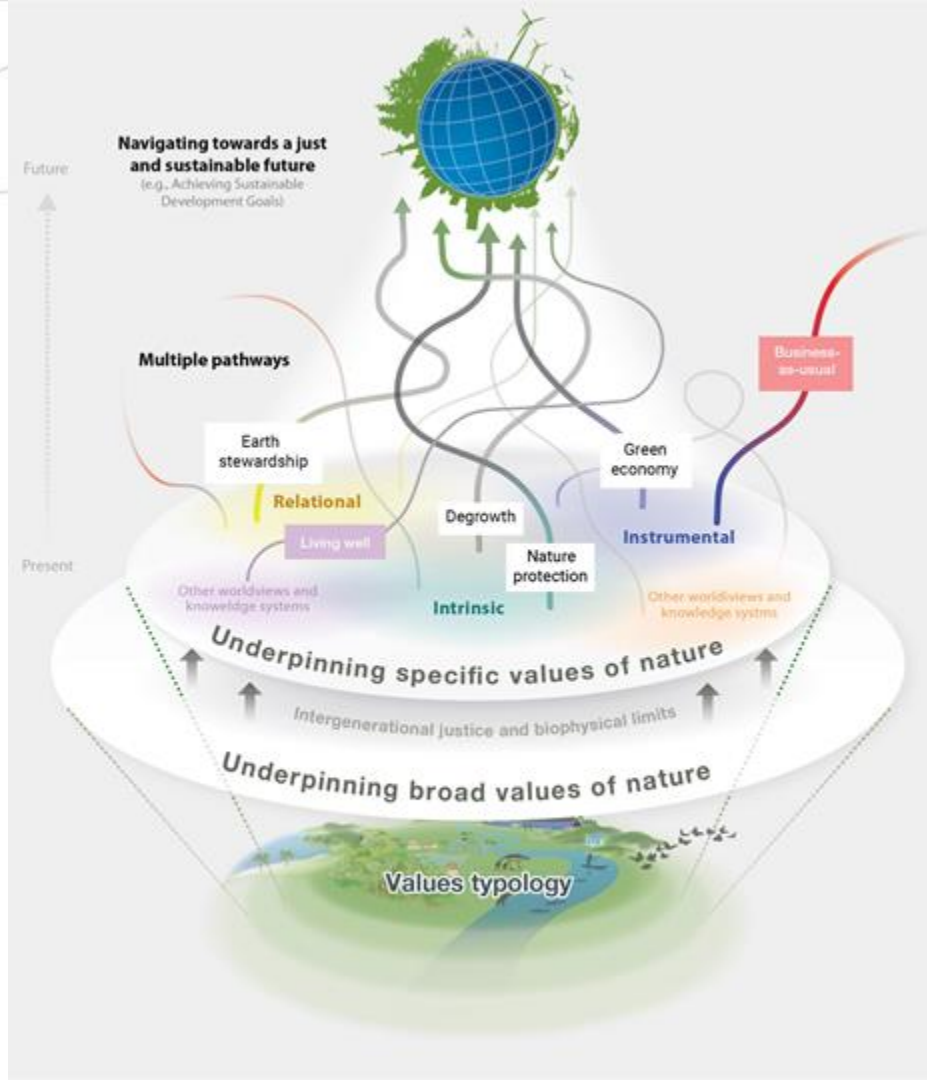 Navigating towards a just
and sustainable future
(e.g., Achieving Sustainable
Development Goals)
Future
Multiple pathways
Business-
as-usual
Earth
stewardship
Green
economy
Relational
Degrowth
Instrumental
Living well
Nature
protection
Present
Other worldviews and
knoweldge systems
Intrinsic
Other worldiviews and
knowledge systms
Underpinning specific values of nature
Intergenerational justice and biophysical limits
Underpinning broad values of nature
Values typology